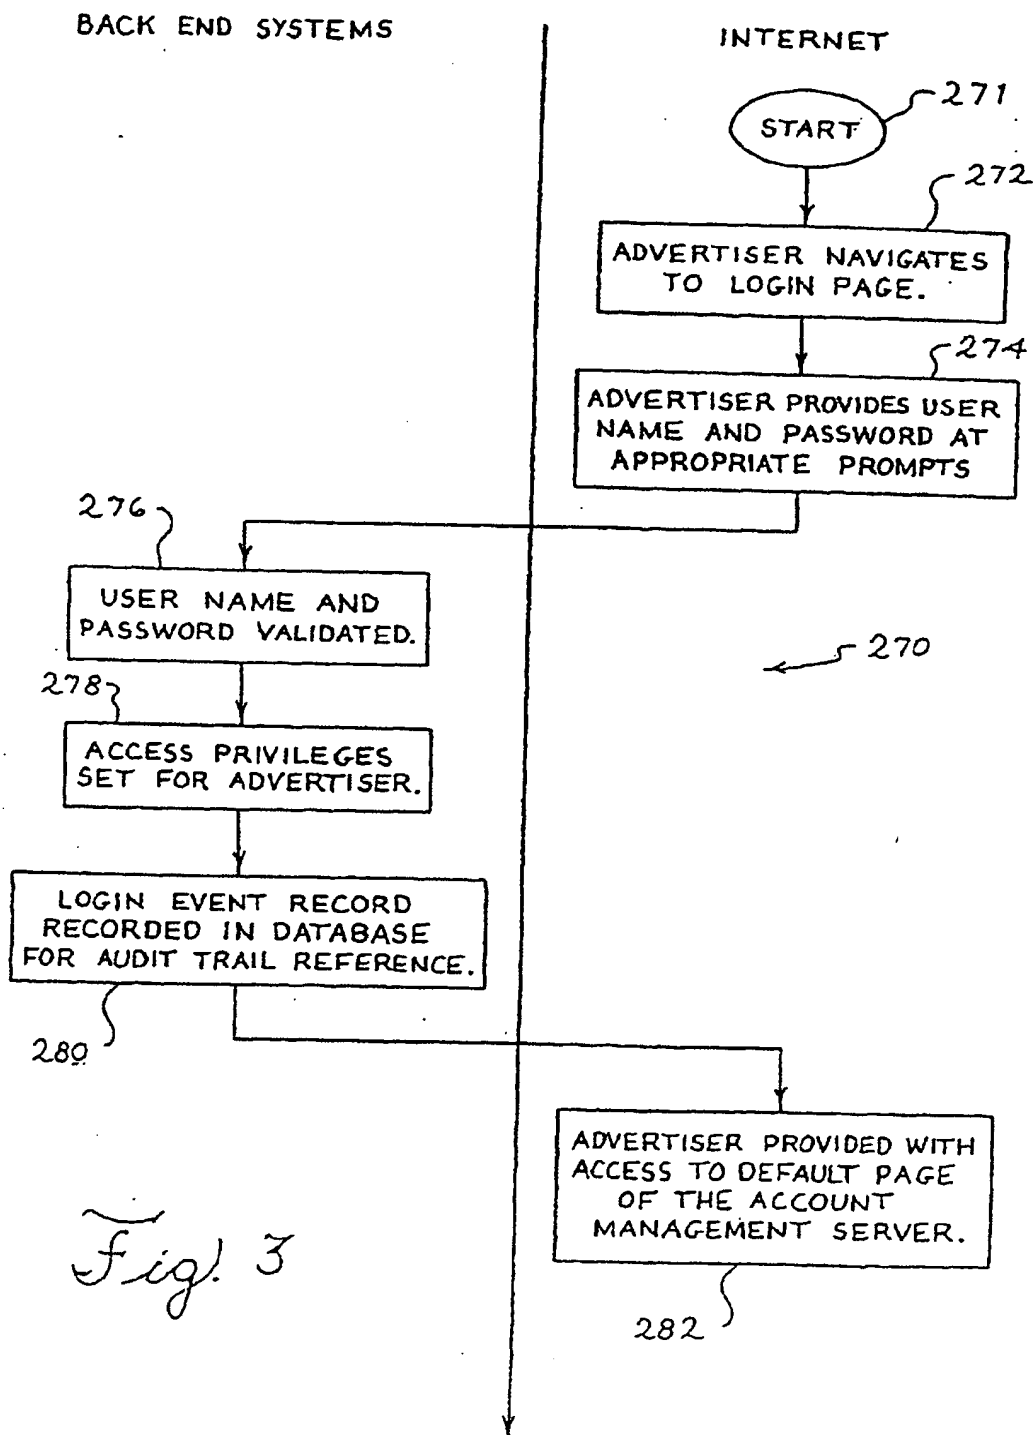 BACK END SYSTEMS
INTERNET
START
271
272
ADVERTISER NAVIGATES
TO LOGIN PAGE.
274
ADVERTISER PROVIDES USER
NAME AND PASSWORD AT
APPROPRIATE PROMPTS
276
USER NAME AND
PASSWORD VALIDATED.
270
278
ACCESS PRIVILEGES
SET FOR ADVERTISER.
LOGIN EVENT RECORD
RECORDED IN DATABASE
FOR AUDIT TRAIL REFERENCE.
280
ADVERTISER PROVIDED WITH
ACCESS TO DEFAULT PAGE
OF THE ACCOUNT
MANAGEMENT SERVER.
282
Fig. 3